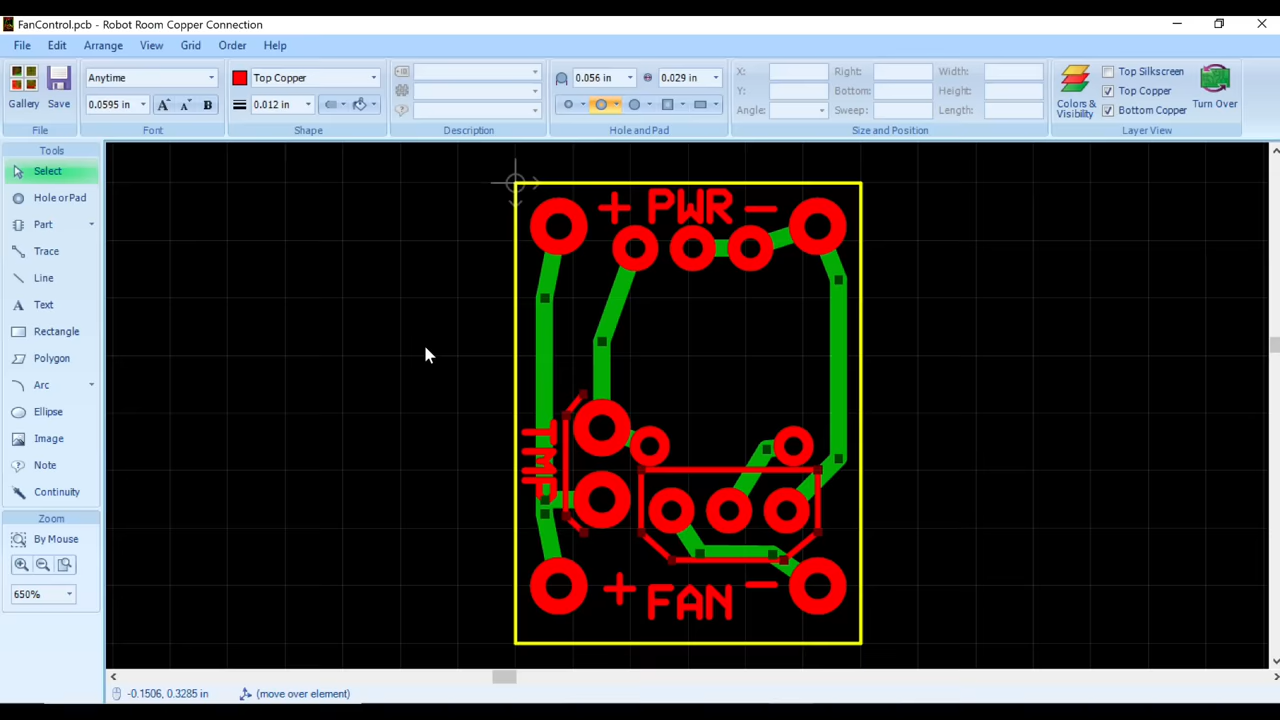 FanControl.pcb - Robot Room Copper Connection
File Edit Arrange View Grid Order Help
Gallery
Save
File
Anytime
0.0595 in
A A B
Font
Top Copper
0.012 in
Shape
Description
0.056 in
0.029 in
Hole and Pad
X: Right: Width:
Y: Bottom: Height:
Angle: Sweep: Length:
Size and Position
Colors & Visibility
Top Silkscreen
Top Copper
Bottom Copper
Turn Over
Layer View
Tools
Select
Hole or Pad
Part
Trace
Line
Text
Rectangle
Polygon
Arc
Ellipse
Image
Note
Continuity
Zoom
By Mouse
650%
+ PWR -
TMP
+ FAN -
-0.1506, 0.3285 in
(move over element)